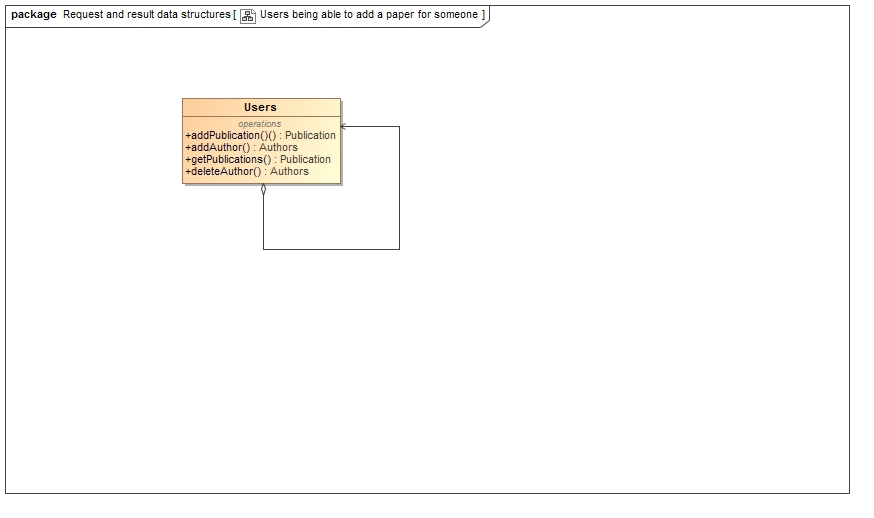 package Request and result data structures [ Users being able to add a paper for someone ]
Users
operations
+addPublication()() : Publication
+addAuthor() : Authors
+getPublications() : Publication
+deleteAuthor() : Authors